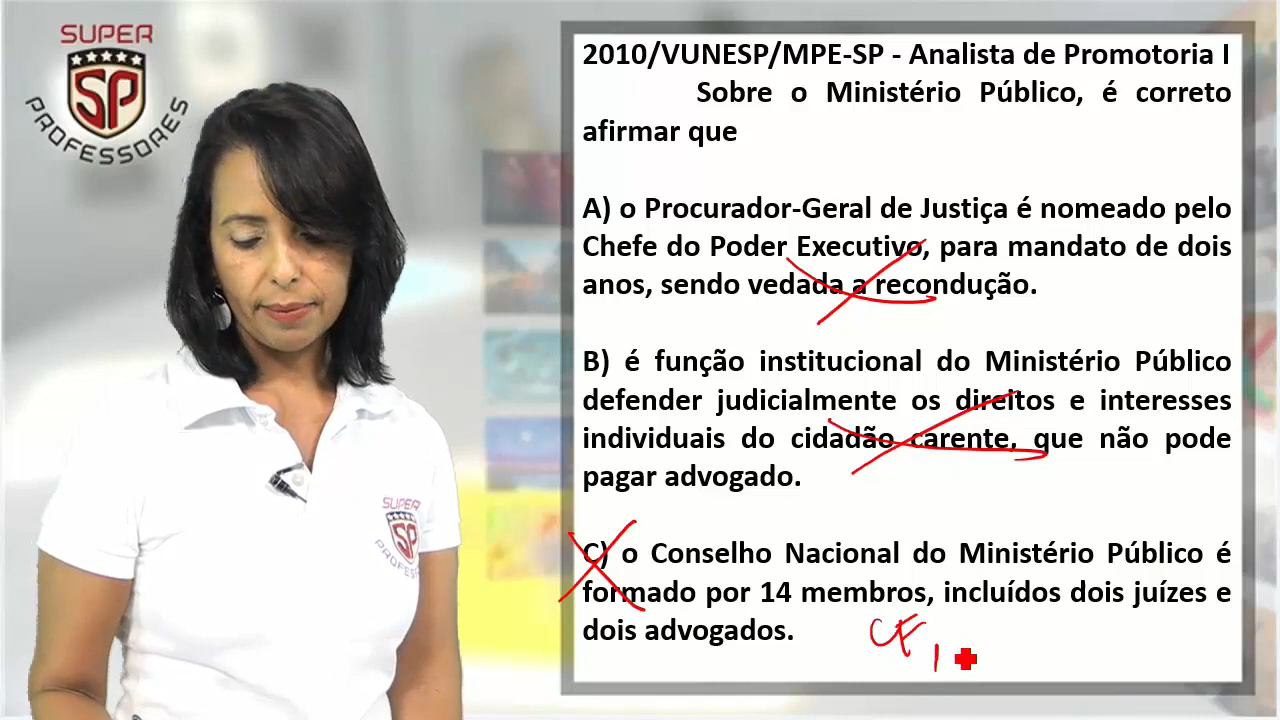 SUPER
SP
PROFESSORES
2010/VUNESP/MPE-SP - Analista de Promotoria I
Sobre o Ministério Público, é correto
afirmar que
A) o Procurador-Geral de Justiça é nomeado pelo
Chefe do Poder Executivo, para mandato de dois
anos, sendo vedada a recondução.
B) é função institucional do Ministério Público
defender judicialmente os direitos e interesses
individuais do cidadão carente, que não pode
pagar advogado.
C) o Conselho Nacional do Ministério Público é
formado por 14 membros, incluídos dois juízes e
dois advogados.
CF, 1
SUPER
SP